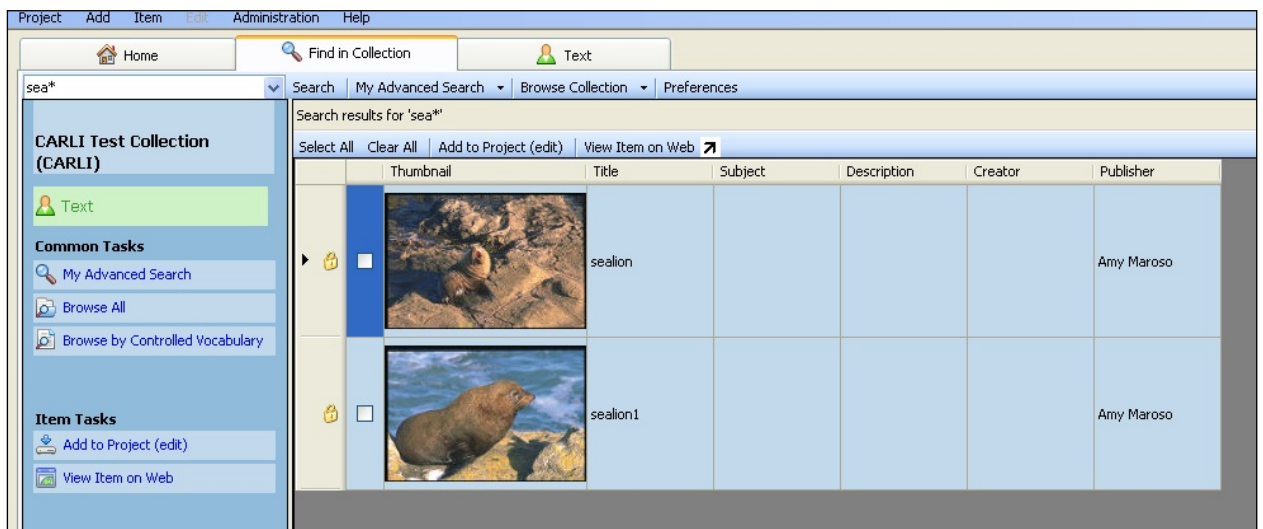 Project Add Item Edit Administration Help
Home Find in Collection Text
sea* Search My Advanced Search Browse Collection Preferences
Search results for 'sea*'
CARLI Test Collection
(CARLI)
Select All Clear All Add to Project (edit) View Item on Web
Thumbnail Title Subject Description Creator Publisher
Text
Common Tasks
My Advanced Search
Browse All
Browse by Controlled Vocabulary
sealion Amy Maroso
Item Tasks
Add to Project (edit)
View Item on Web
sealion1 Amy Maroso